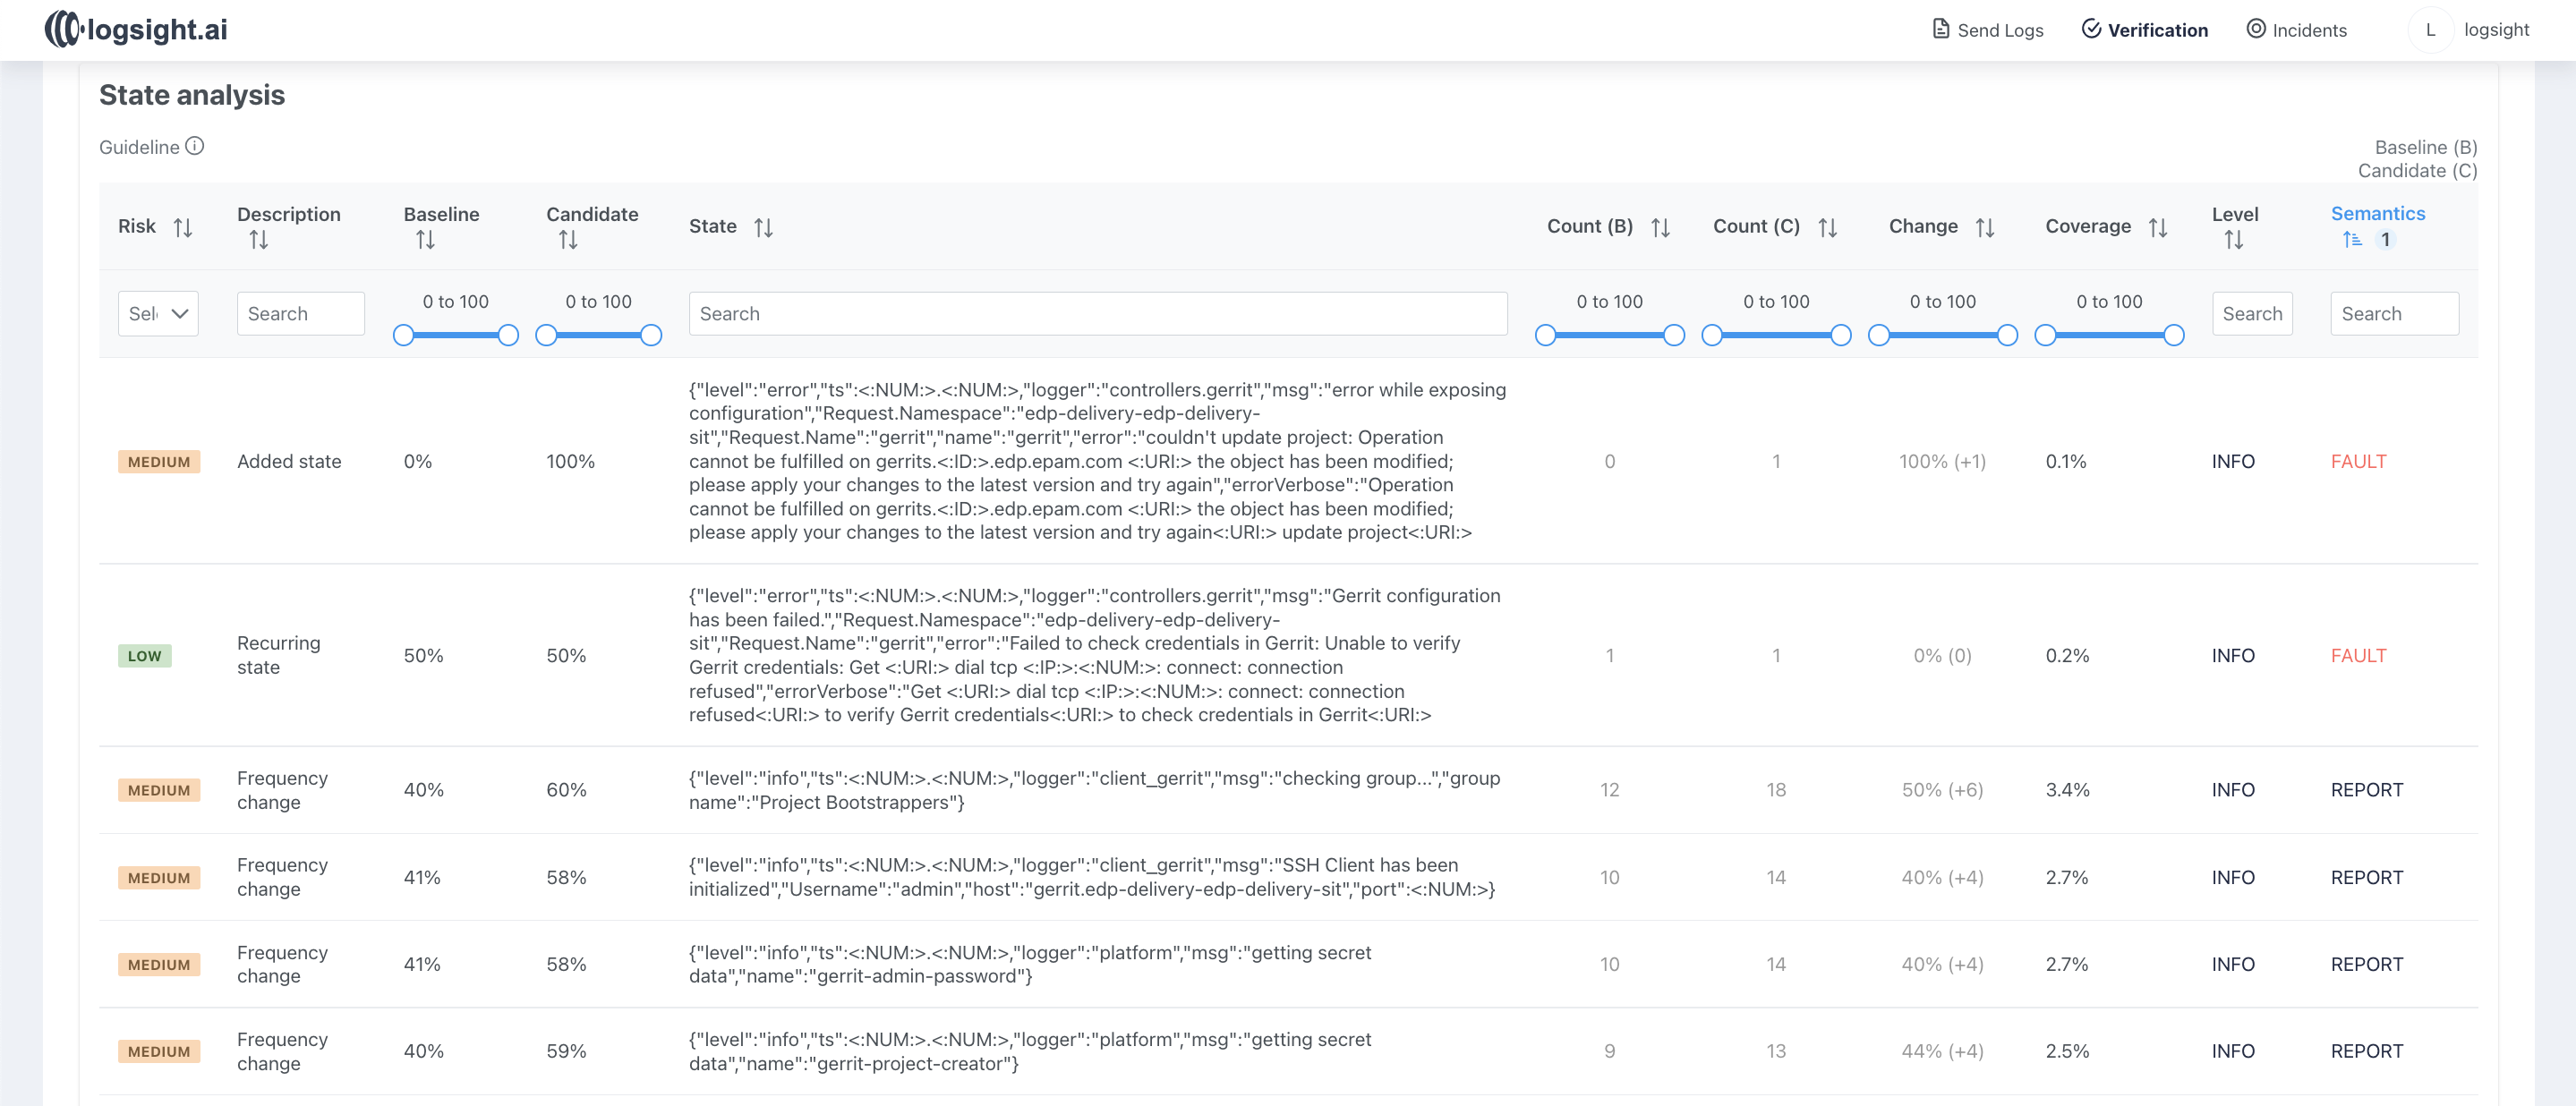 logsight.ai
Send Logs
Verification
Incidents
L
logsight
State analysis
Guideline
Baseline (B)
Candidate (C)
Risk
Description
Baseline
Candidate
State
Count (B)
Count (C)
Change
Coverage
Level
Semantics
1
Sel
Search
0 to 100
0 to 100
Search
0 to 100
0 to 100
0 to 100
0 to 100
Search
Search
MEDIUM
Added state
0%
100%
{"level":"error","ts":<:NUM:>.<:NUM:>,"logger":"controllers.gerrit","msg":"error while exposing
configuration","Request.Namespace":"edp-delivery-edp-delivery-
sit","Request.Name":"gerrit","name":"gerrit","error":"couldn't update project: Operation
cannot be fulfilled on gerrits.<:ID:>.edp.epam.com <:URI:> the object has been modified;
please apply your changes to the latest version and try again","errorVerbose":"Operation
cannot be fulfilled on gerrits.<:ID:>.edp.epam.com <:URI:> the object has been modified;
please apply your changes to the latest version and try again<:URI:> update project<:URI:>
0
1
100% (+1)
0.1%
INFO
FAULT
LOW
Recurring
state
50%
50%
{"level":"error","ts":<:NUM:>.<:NUM:>,"logger":"controllers.gerrit","msg":"Gerrit configuration
has been failed.","Request.Namespace":"edp-delivery-edp-delivery-
sit","Request.Name":"gerrit","error":"Failed to check credentials in Gerrit: Unable to verify
Gerrit credentials: Get <:URI:> dial tcp <:IP:>:<:NUM:>: connect: connection
refused","errorVerbose":"Get <:URI:> dial tcp <:IP:>:<:NUM:>: connect: connection
refused<:URI:> to verify Gerrit credentials<:URI:> to check credentials in Gerrit<:URI:>
1
1
0% (0)
0.2%
INFO
FAULT
MEDIUM
Frequency
change
40%
60%
{"level":"info","ts":<:NUM:>.<:NUM:>,"logger":"client_gerrit","msg":"checking group...","group
name":"Project Bootstrappers"}
12
18
50% (+6)
3.4%
INFO
REPORT
MEDIUM
Frequency
change
41%
58%
{"level":"info","ts":<:NUM:>.<:NUM:>,"logger":"client_gerrit","msg":"SSH Client has been
initialized","Username":"admin","host":"gerrit.edp-delivery-edp-delivery-sit","port":<:NUM:>}
10
14
40% (+4)
2.7%
INFO
REPORT
MEDIUM
Frequency
change
41%
58%
{"level":"info","ts":<:NUM:>.<:NUM:>,"logger":"platform","msg":"getting secret
data","name":"gerrit-admin-password"}
10
14
40% (+4)
2.7%
INFO
REPORT
MEDIUM
Frequency
change
40%
59%
{"level":"info","ts":<:NUM:>.<:NUM:>,"logger":"platform","msg":"getting secret
data","name":"gerrit-project-creator"}
9
13
44% (+4)
2.5%
INFO
REPORT